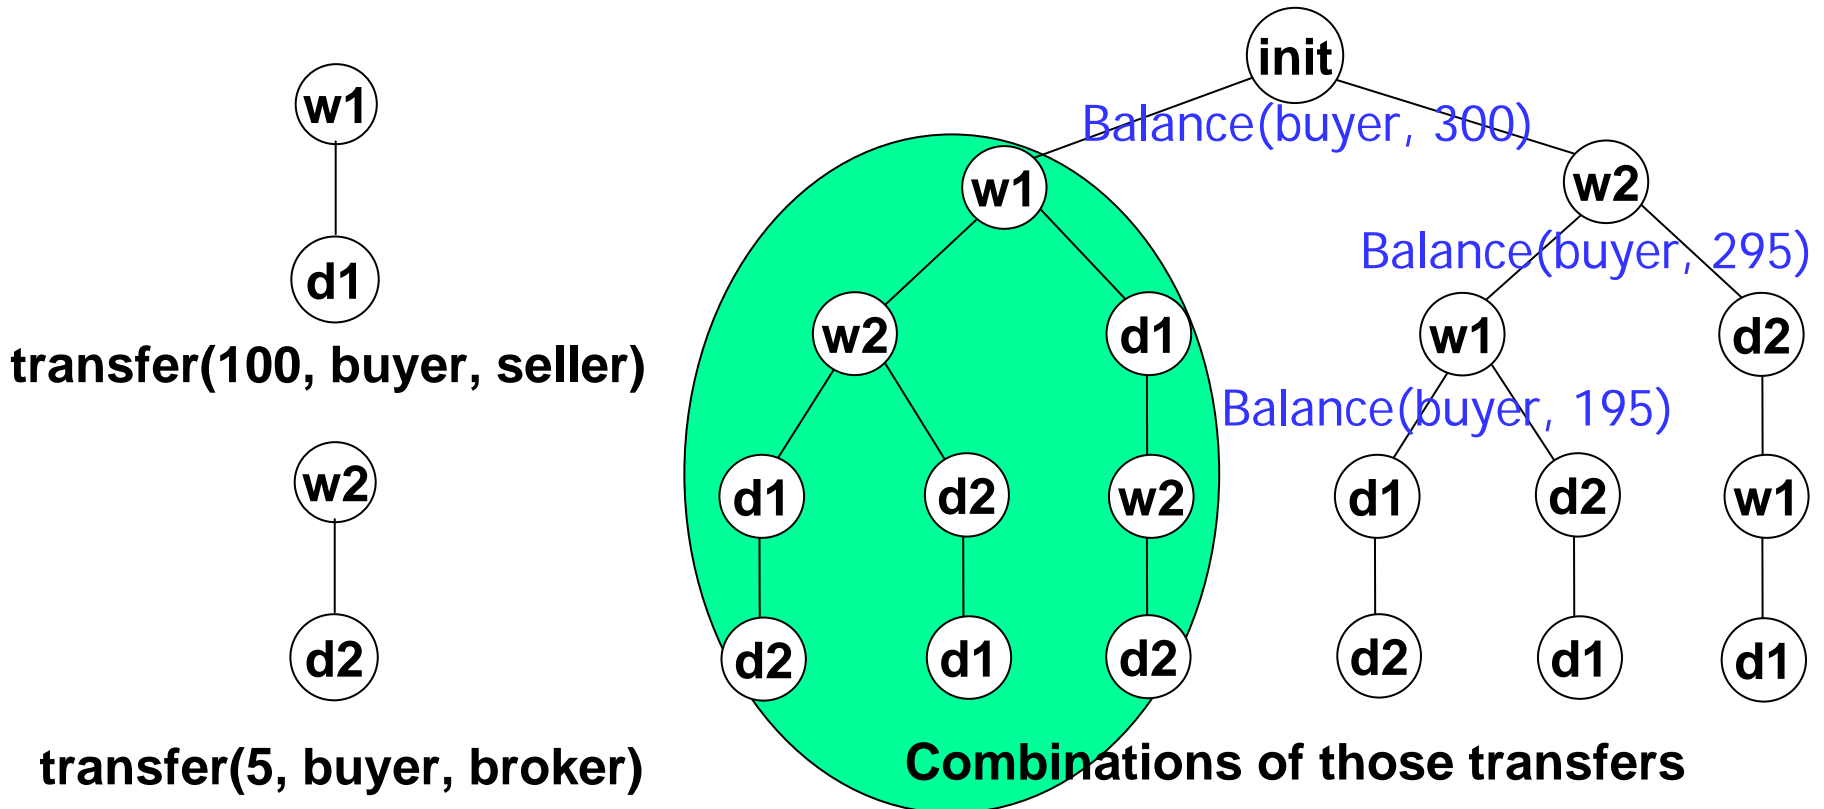 w1
d1
transfer(100, buyer, seller)
w2
d2
transfer(5, buyer, broker)
init
Balance(buyer, 300)
w1
w2
Balance(buyer, 295)
w2
d1
w1
d2
Balance(buyer, 195)
d1
d2
w2
d1
d2
w1
d2
d1
d2
d2
d1
d1
Combinations of those transfers